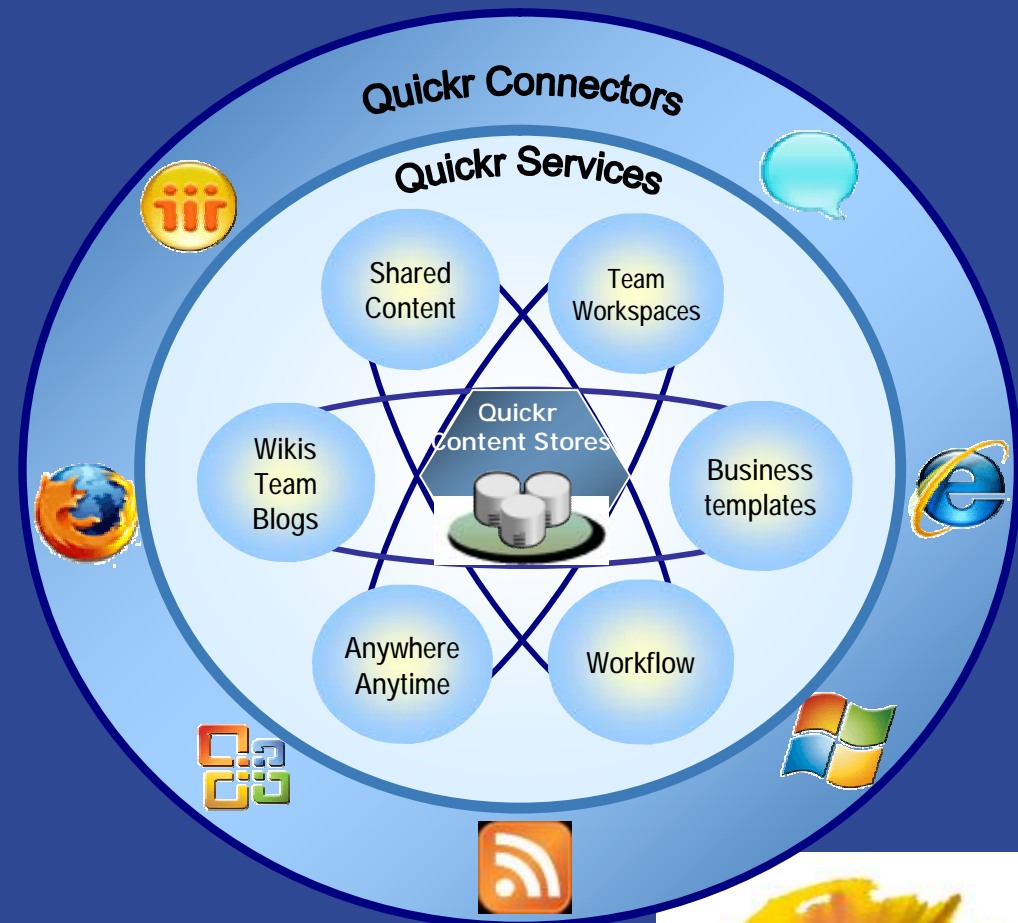 Quickr Connectors
Quickr Services
Shared
Content
Team
Workspaces
Quickr
Content Stores
Wikis
Team
Blogs
Business
templates
Anywhere
Anytime
Workflow